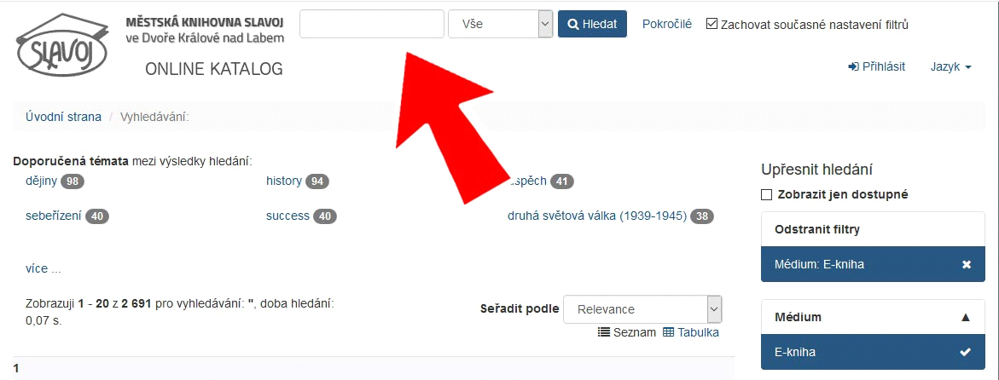 SLAVOJ
MĚSTSKÁ KNIHOVNA SLAVOJ
ve Dvoře Králové nad Labem
ONLINE KATALOG
Vše
Hledat
Pokročilé
Zachovat současné nastavení filtrů
Přihlásit
Jazyk
Úvodní strana / Vyhledávání:
Doporučená témata mezi výsledky hledání:
dějiny 98
history 94
spěch 41
sebeřízení 40
success 40
druhá světová válka (1939-1945) 38
více ...
Zobrazuji 1 - 20 z 2 691 pro vyhledávání: '', doba hledání:
0,07 s.
Seřadit podle
Relevance
Seznam
Tabulka
1
Upřesnit hledání
Zobrazit jen dostupné
Odstranit filtry
Médium: E-kniha
Médium
E-kniha